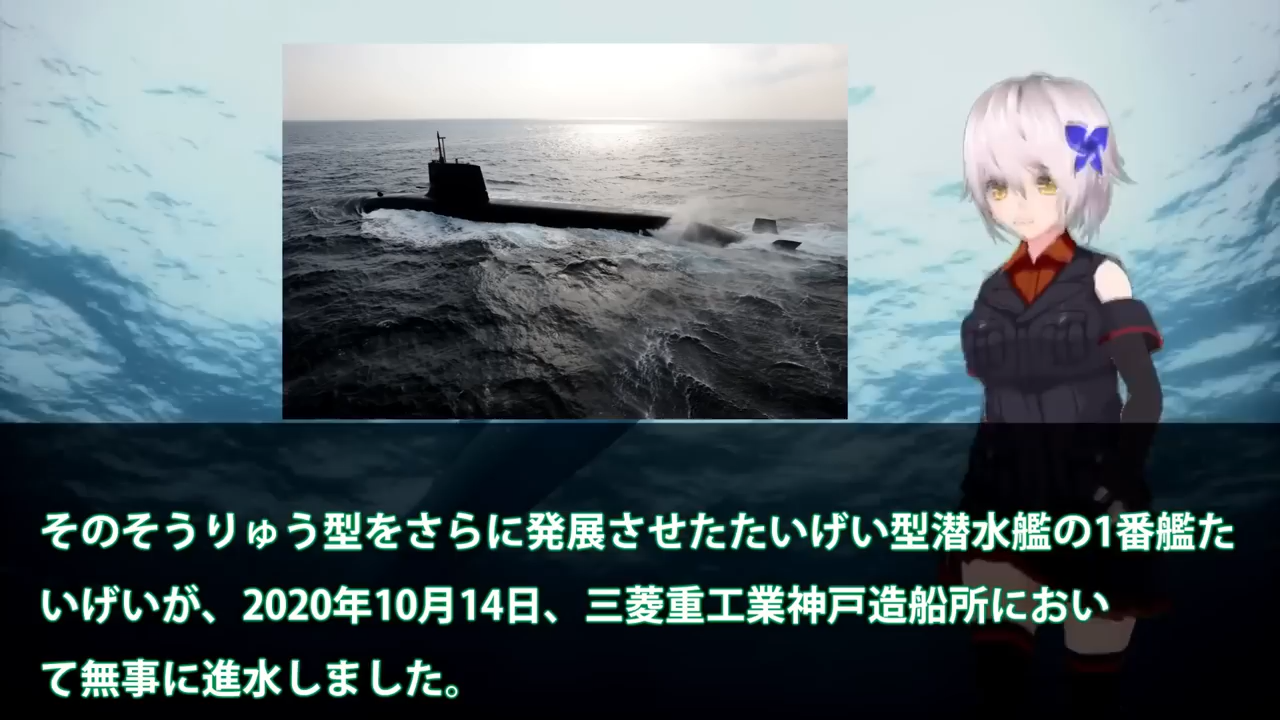 そのそうりゅう型をさらに発展させたたいげい型潜水艦の1番艦た
いげいが、2020年10月14日、三菱重工業神戸造船所におい
て無事に進水しました。